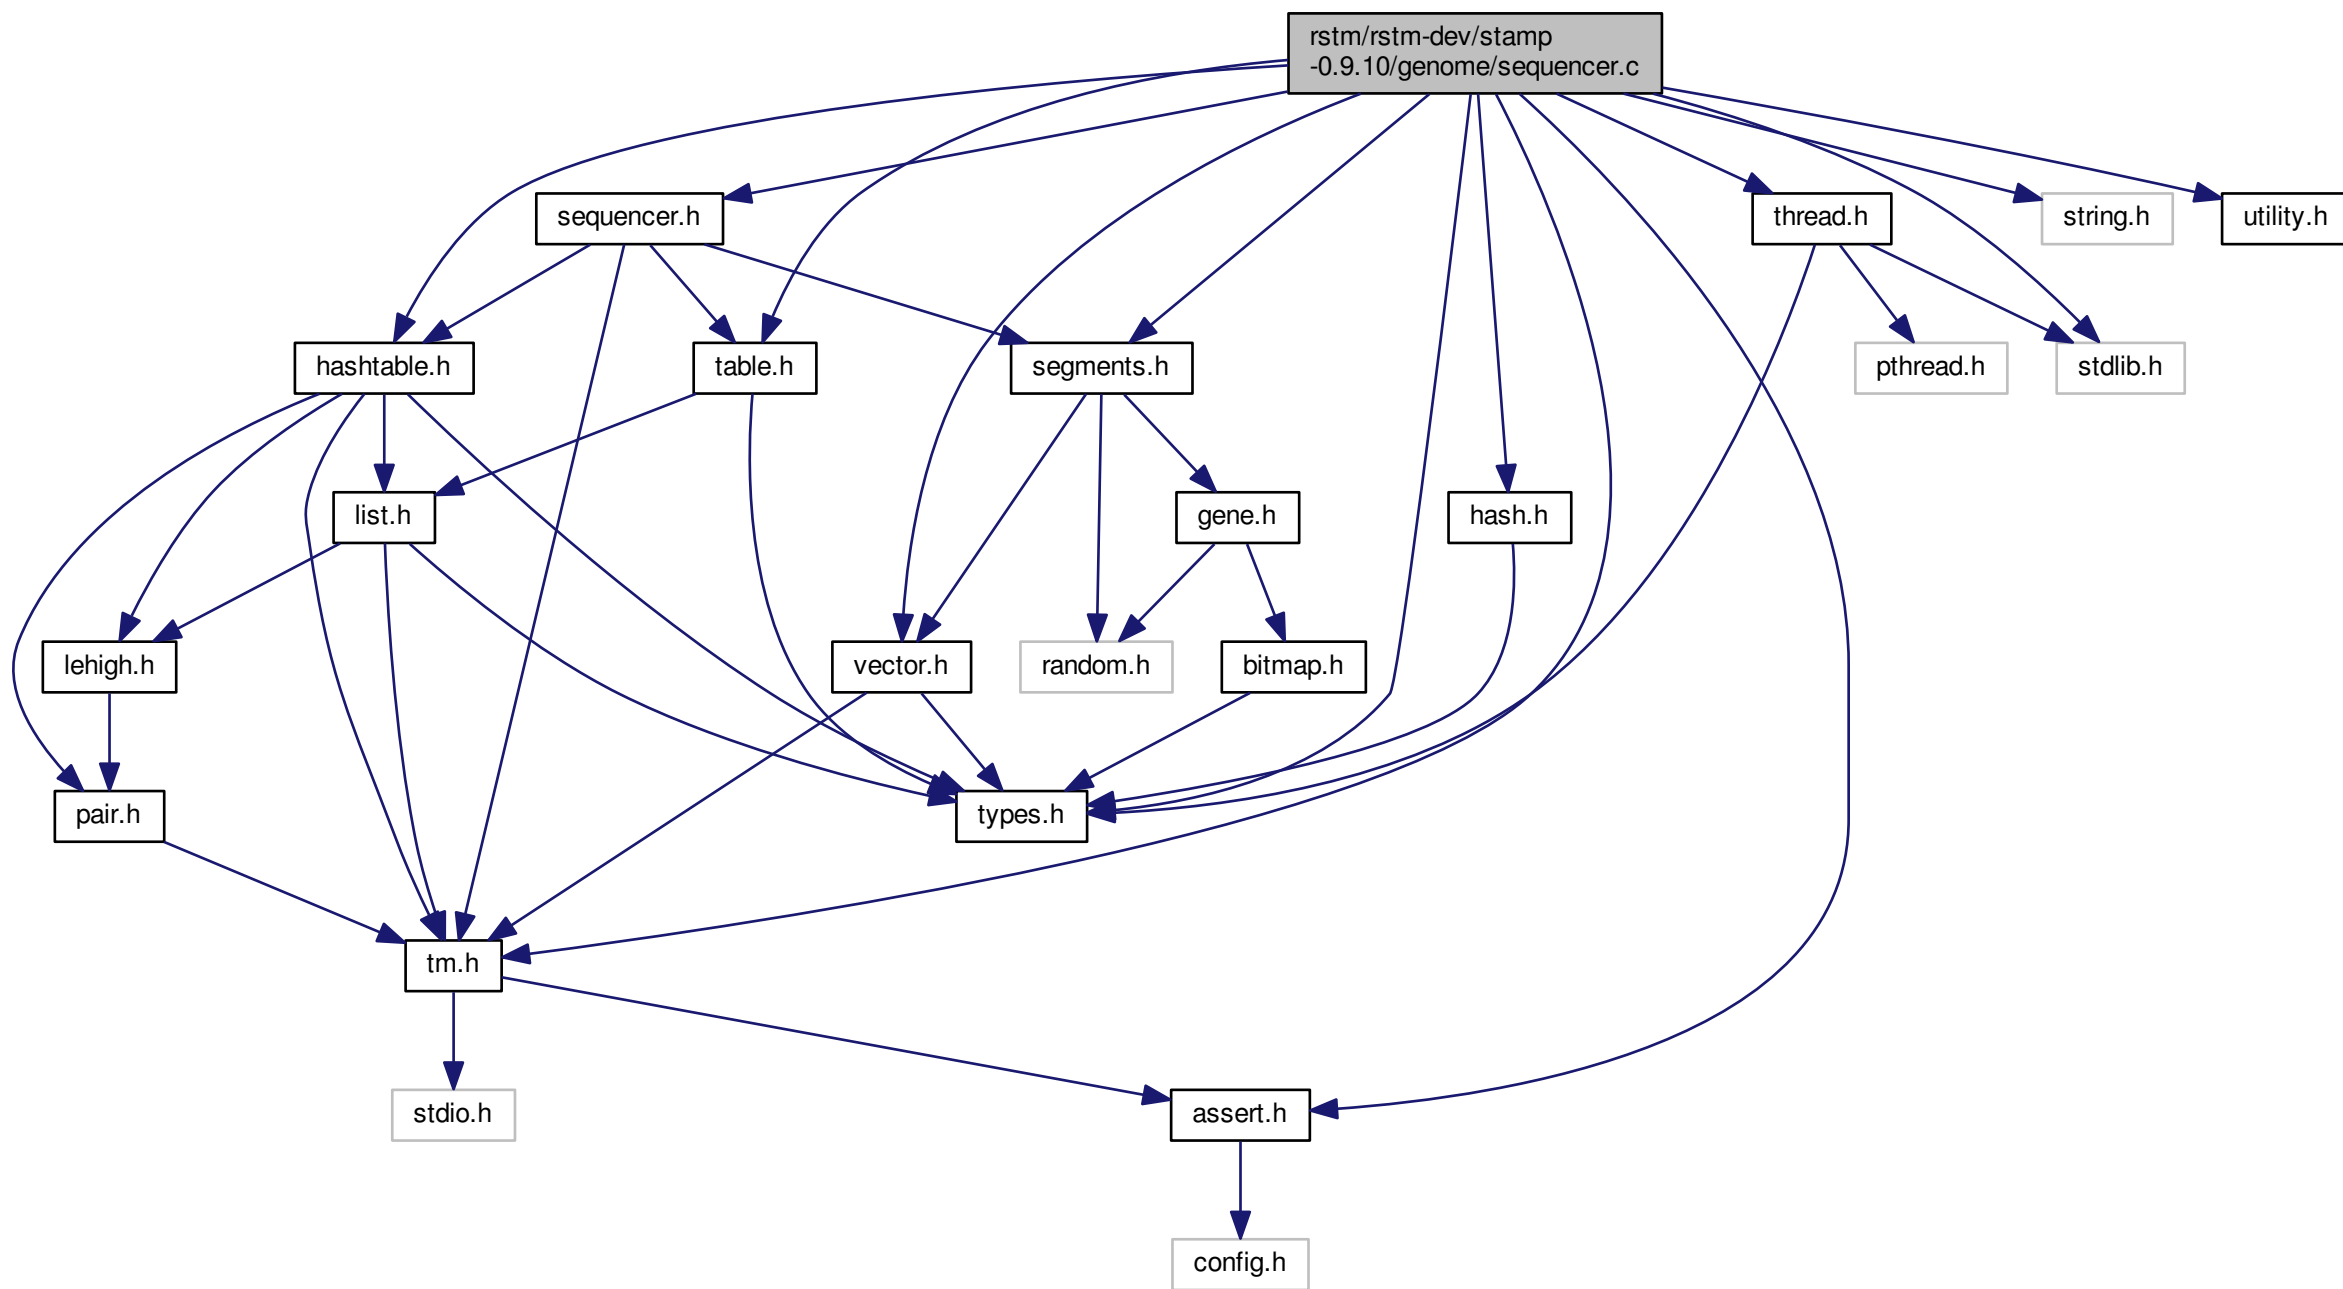 rstm/rstm-dev/stamp
-0.9.10/genome/sequencer.c
sequencer.h
thread.h
string.h
utility.h
hashtable.h
table.h
segments.h
pthread.h
stdlib.h
list.h
gene.h
hash.h
lehigh.h
vector.h
random.h
bitmap.h
pair.h
types.h
tm.h
stdio.h
assert.h
config.h